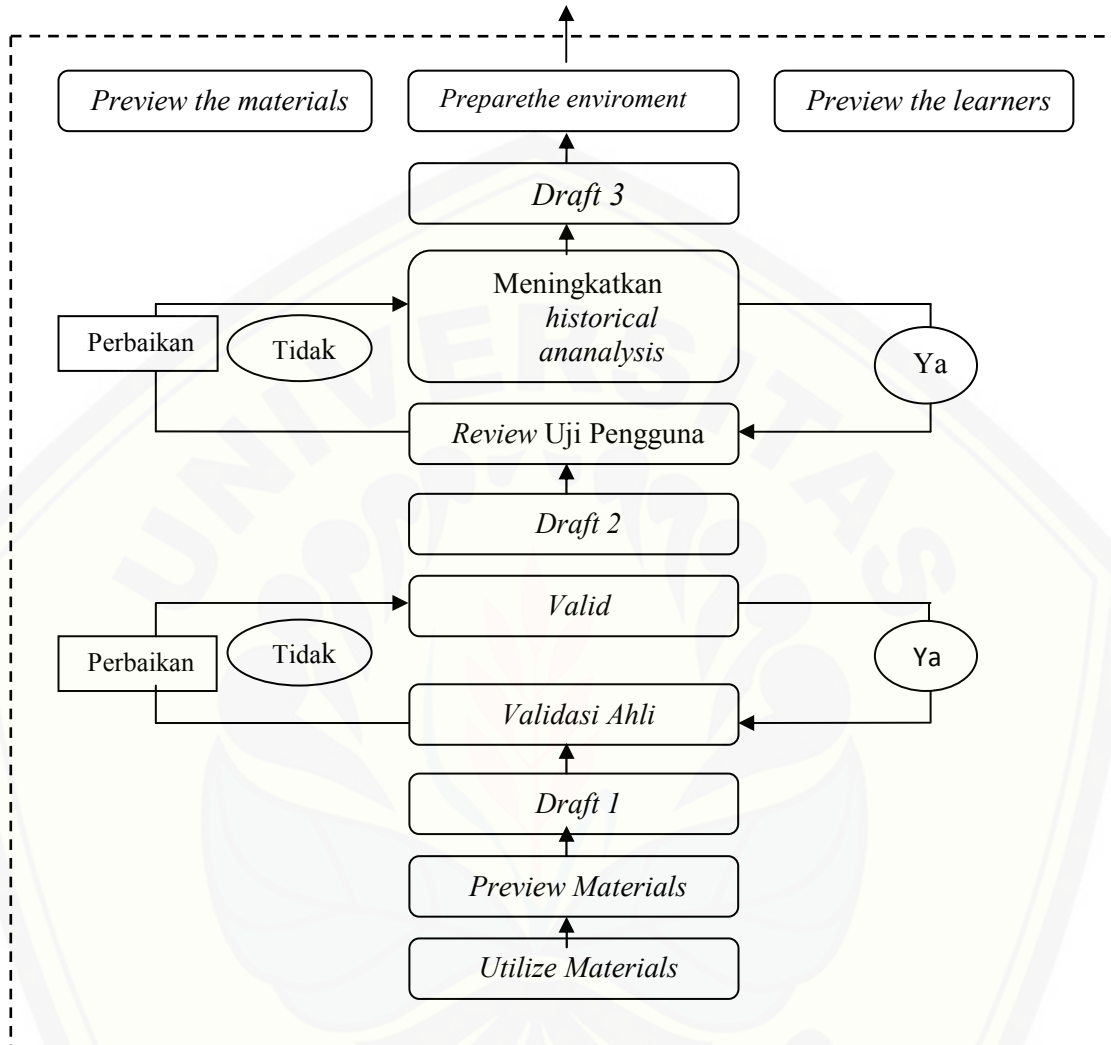 Preview the materials
Preparethe enviroment
Preview the learners
Draft 3
Meningkatkan
historical
ananalysis
Perbaikan
Tidak
Ya
Review Uji Pengguna
Draft 2
Valid
Perbaikan
Tidak
Ya
Validasi Ahli
Draft 1
Preview Materials
Utilize Materials
UNIVERSITAS